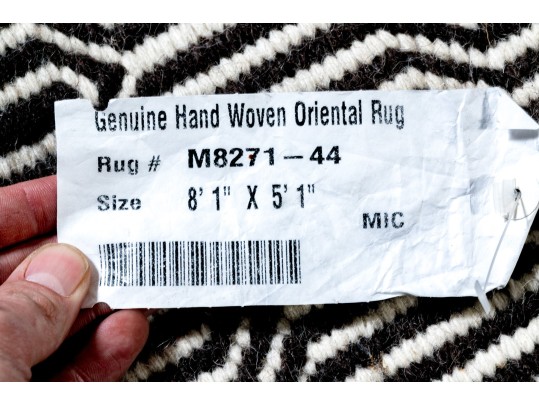 Genuine Hand Woven Oriental Rug
Rug # M8271-44
Size 8' 1" X 5' 1"
MIC